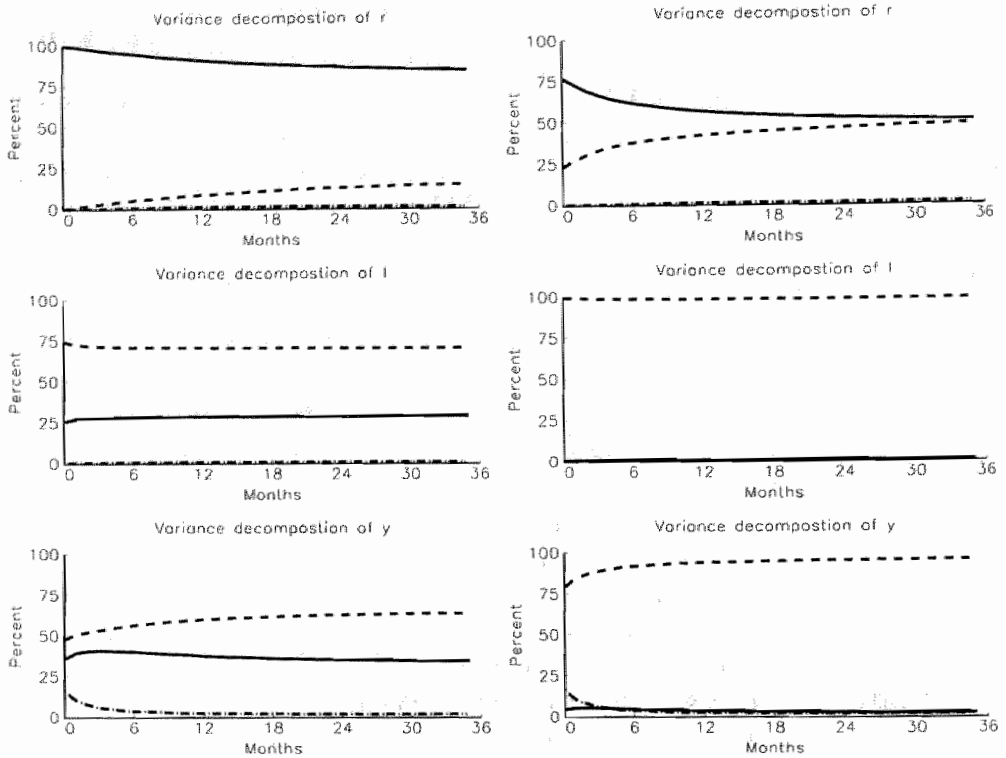 Variance decompostion of r
100
75
50
25
0
Percent
0 6 12 18 24 30 36
Months
Variance decompostion of r
100
75
50
25
0
Percent
0 6 12 18 24 30 36
Months
Variance decompostion of l
100
75
50
25
0
Percent
0 6 12 18 24 30 36
Months
Variance decompostion of l
100
75
50
25
0
Percent
0 6 12 18 24 30 36
Months
Variance decompostion of y
100
75
50
25
0
Percent
0 6 12 18 24 30 36
Months
Variance decompostion of y
100
75
50
25
0
Percent
0 6 12 18 24 30 36
Months